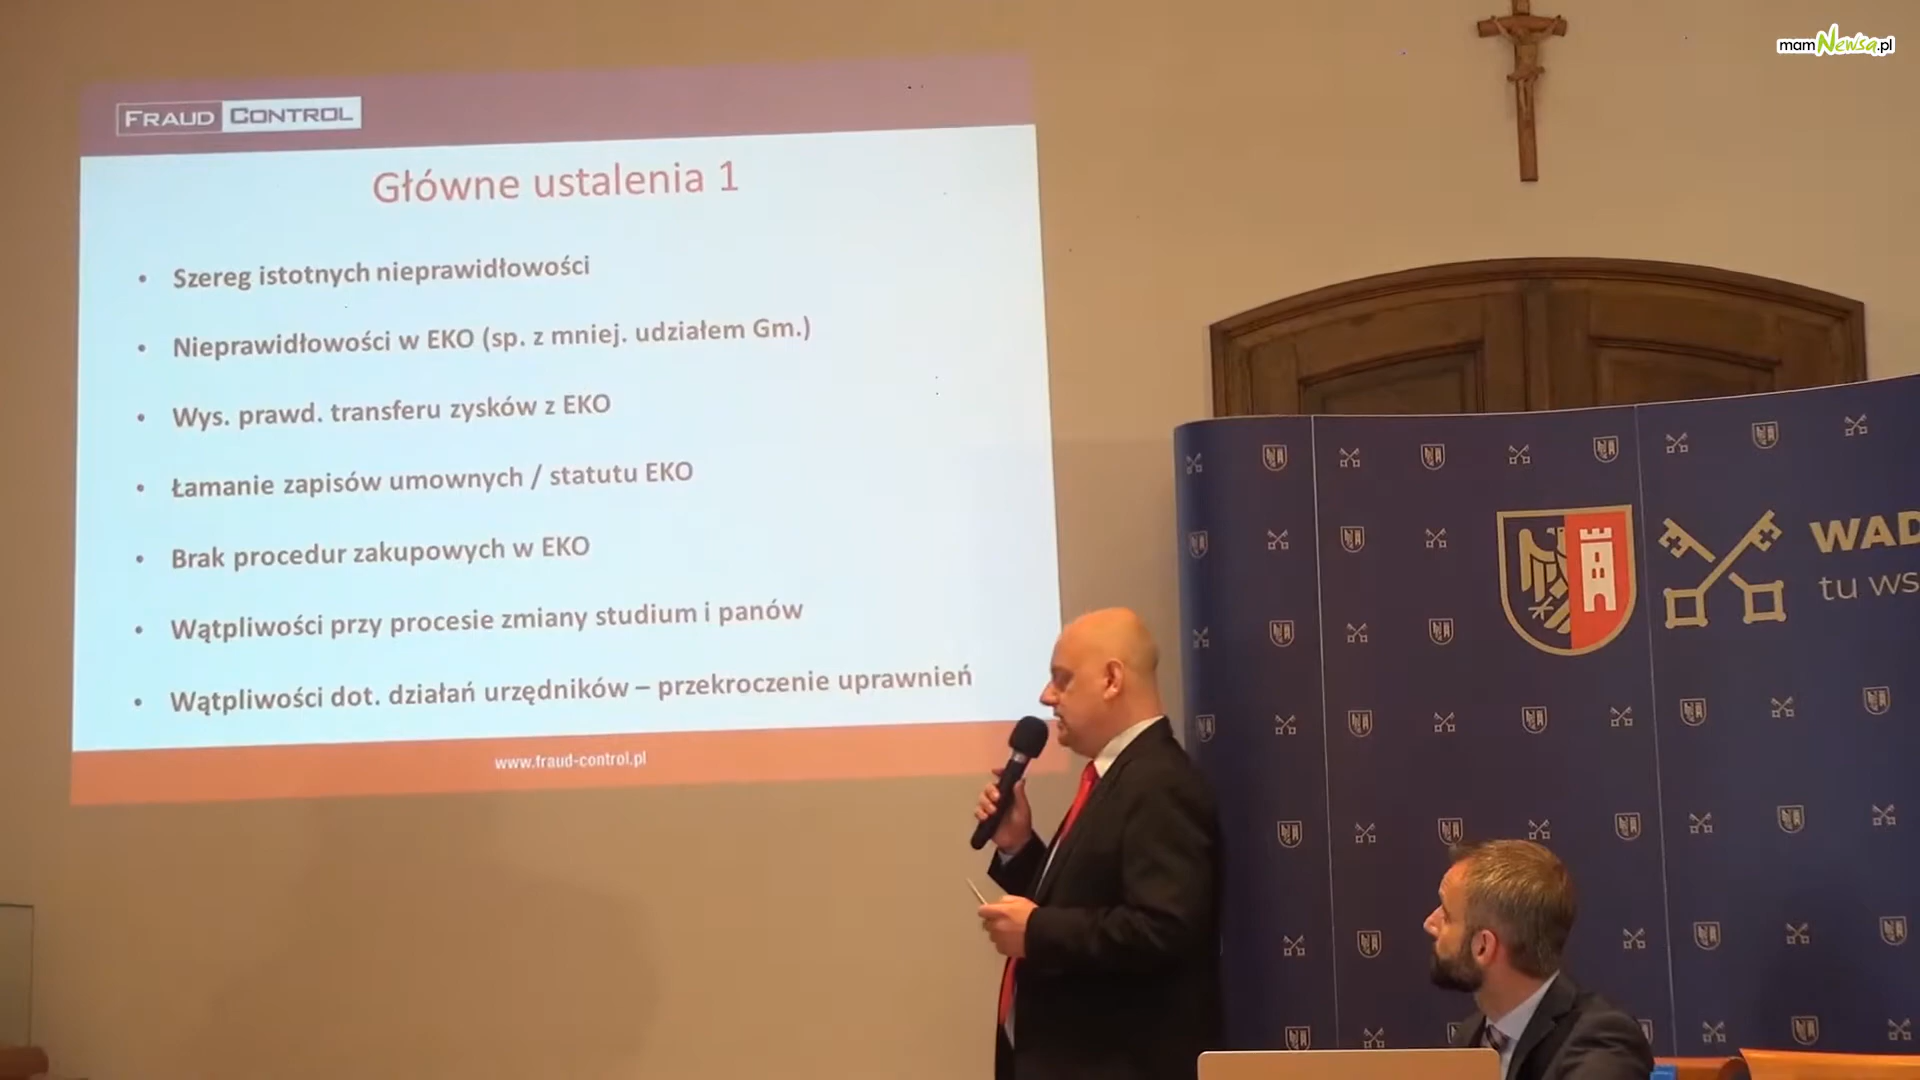 mamNewsa.pl
FRAUD CONTROL
Główne ustalenia 1
• Szereg istotnych nieprawidłowości
• Nieprawidłowości w EKO (sp. z mniej. udziałem Gm.)
• Wys. prawd. transferu zysków z EKO
• Łamanie zapisów umownych / statutu EKO
• Brak procedur zakupowych w EKO
• Wątpliwości przy procesie zmiany studium i panów
• Wątpliwości dot. działań urzędników – przekroczenie uprawnień
www.fraud-control.pl
WAD
tu ws